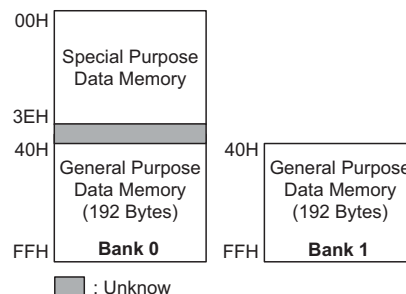 00H
Special Purpose
Data Memory
3EH
40H
General Purpose
Data Memory
(192 Bytes)
FFH
Bank 0
40H
General Purpose
Data Memory
(192 Bytes)
FFH
Bank 1
: Unknow